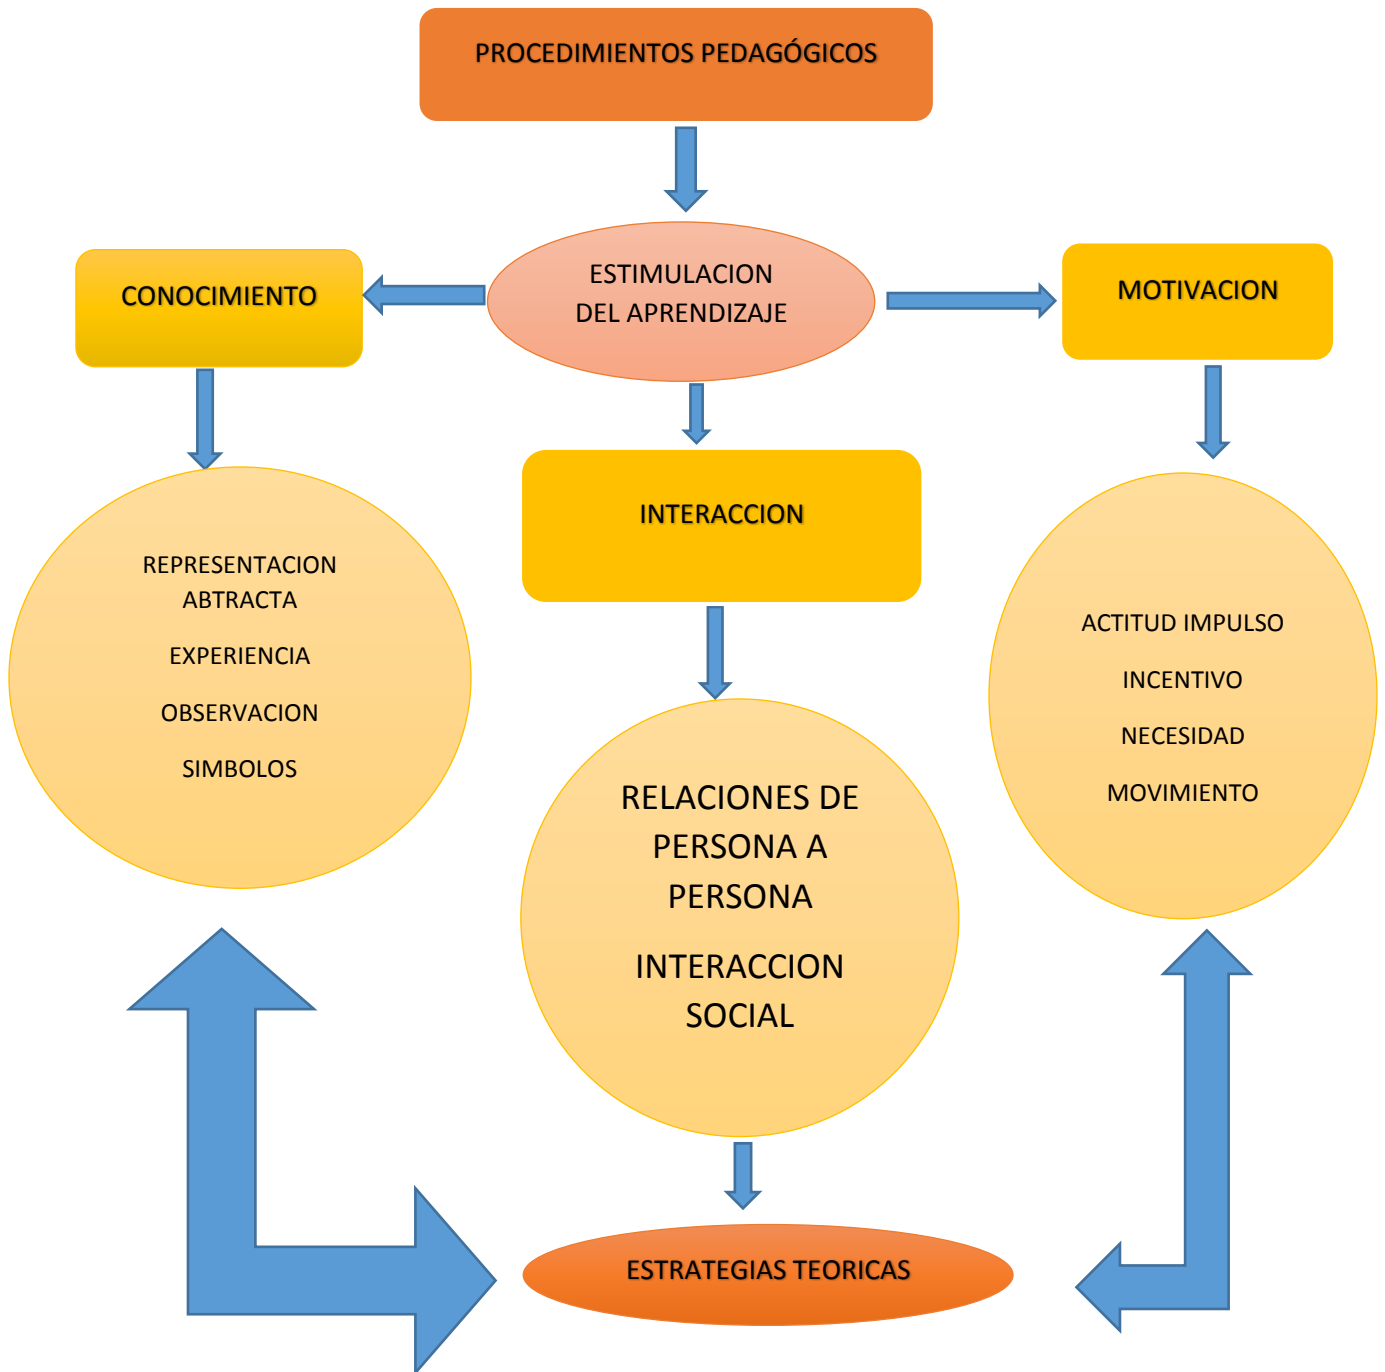 PROCEDIMIENTOS PEDAGÓGICOS
ESTIMULACION
DEL APRENDIZAJE
CONOCIMIENTO
MOTIVACION
INTERACCION
REPRESENTACION
ABTRACTA
EXPERIENCIA
OBSERVACION
SIMBOLOS
ACTITUD IMPULSO
INCENTIVO
NECESIDAD
MOVIMIENTO
RELACIONES DE
PERSONA A
PERSONA
INTERACCION
SOCIAL
ESTRATEGIAS TEORICAS